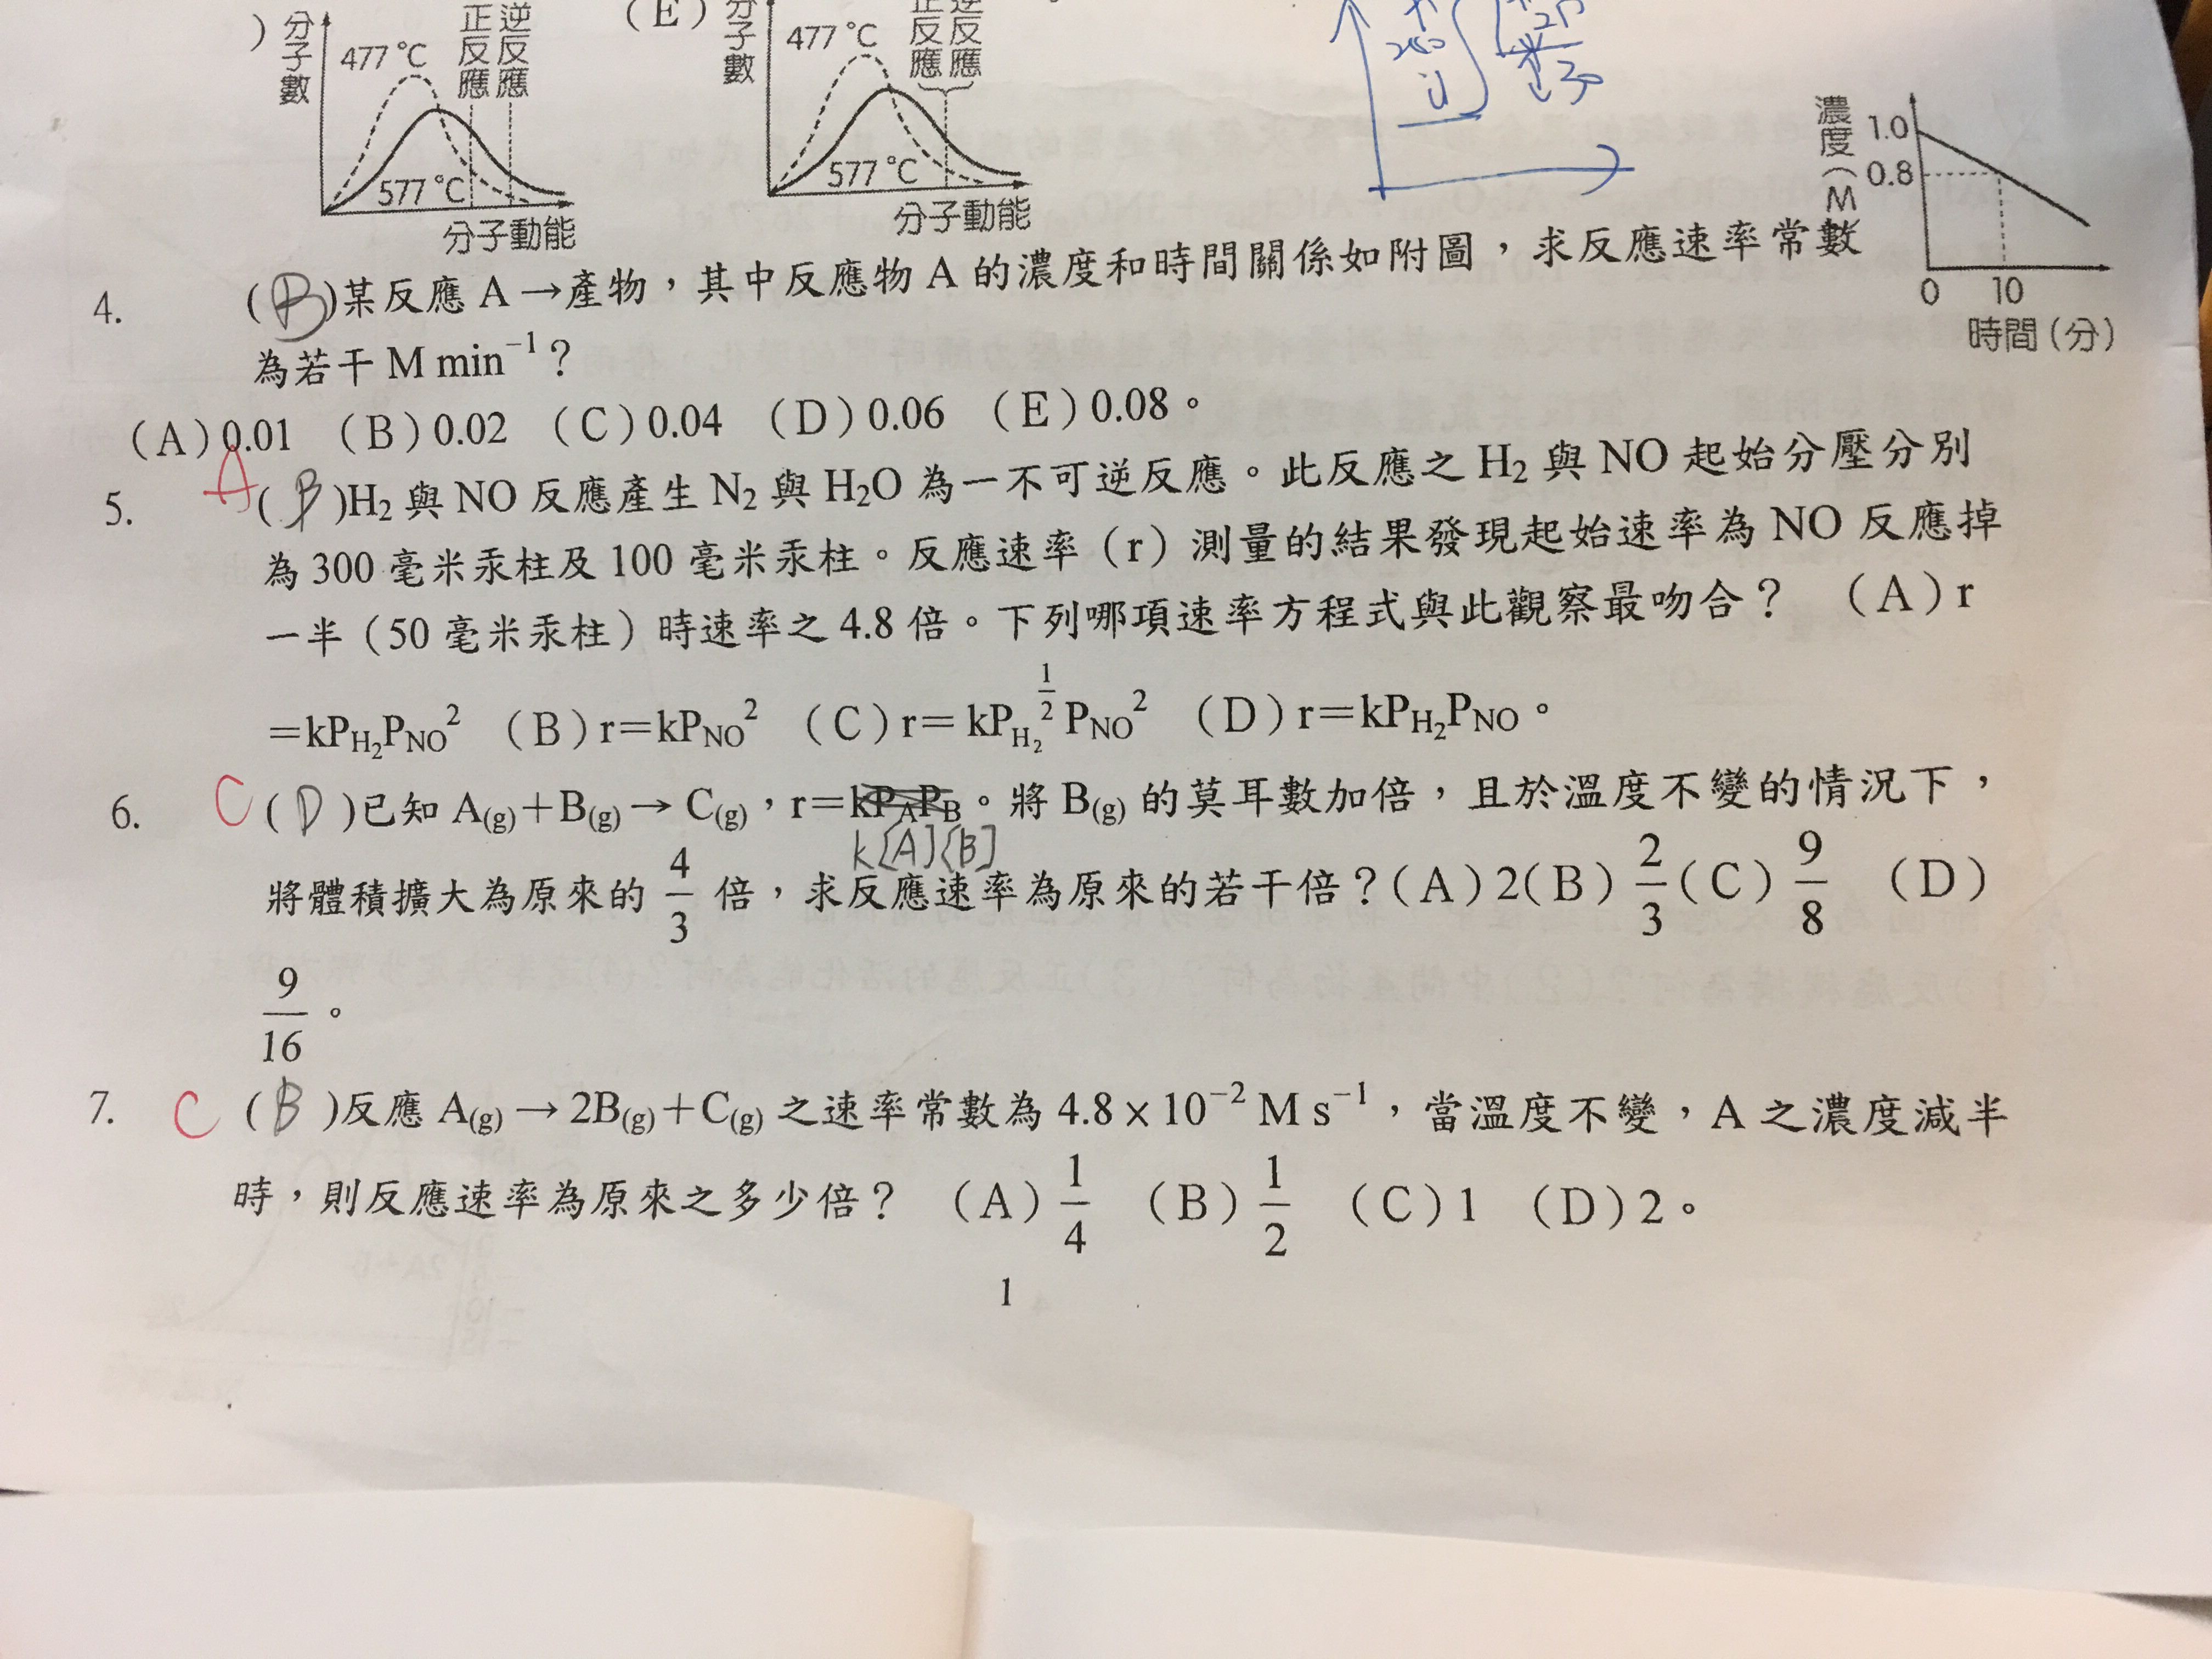 ) 分子數 477℃ 正反應 逆反應
577℃
分子動能
(E) 分子數 477℃ 正反應 逆反應
577℃
分子動能
濃度(M)
1.0
0.8
0 10
時間(分)
4. (B)某反應 A→產物，其中反應物 A 的濃度和時間關係如附圖，求反應速率常數
為若干 M min⁻¹？
(A)0.01 (B)0.02 (C)0.04 (D)0.06 (E)0.08。
5. A (B)H₂ 與 NO 反應產生 N₂ 與 H₂O 為一不可逆反應。此反應之 H₂ 與 NO 起始分壓分別
為 300 毫米汞柱及 100 毫米汞柱。反應速率（r）測量的結果發現起始速率為 NO 反應掉
一半（50 毫米汞柱）時速率之 4.8 倍。下列哪項速率方程式與此觀察最吻合？ (A)r
=kP_H₂P_NO² (B)r=kP_NO² (C)r=kP_H₂^1/2 P_NO² (D)r=kP_H₂P_NO。
6. C (D)已知 A(g)+B(g)→ C(g)，r=kP_AP_B。將 B(g) 的莫耳數加倍，且於溫度不變的情況下，
k[A][B]
將體積擴大為原來的 4/3 倍，求反應速率為原來的若干倍？(A)2(B) 2/3 (C) 9/8 (D)
9/16。
7. C (B)反應 A(g)→2B(g)+C(g) 之速率常數為 4.8×10⁻² M s⁻¹，當溫度不變，A 之濃度減半
時，則反應速率為原來之多少倍？ (A) 1/4 (B) 1/2 (C)1 (D)2。
1